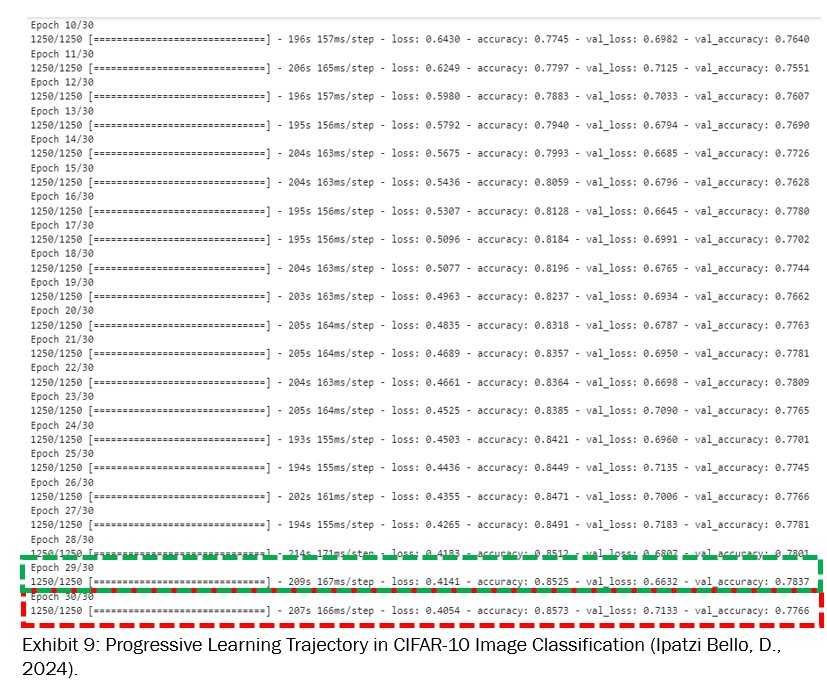 Epoch 10/30
1250/1250 [==============================] - 196s 157ms/step - loss: 0.6430 - accuracy: 0.7745 - val_loss: 0.6982 - val_accuracy: 0.7640
Epoch 11/30
1250/1250 [==============================] - 206s 165ms/step - loss: 0.6249 - accuracy: 0.7797 - val_loss: 0.7125 - val_accuracy: 0.7551
Epoch 12/30
1250/1250 [==============================] - 196s 157ms/step - loss: 0.5980 - accuracy: 0.7883 - val_loss: 0.7033 - val_accuracy: 0.7607
Epoch 13/30
1250/1250 [==============================] - 195s 156ms/step - loss: 0.5792 - accuracy: 0.7940 - val_loss: 0.6794 - val_accuracy: 0.7690
Epoch 14/30
1250/1250 [==============================] - 204s 163ms/step - loss: 0.5675 - accuracy: 0.7993 - val_loss: 0.6685 - val_accuracy: 0.7726
Epoch 15/30
1250/1250 [==============================] - 204s 163ms/step - loss: 0.5436 - accuracy: 0.8059 - val_loss: 0.6796 - val_accuracy: 0.7628
Epoch 16/30
1250/1250 [==============================] - 195s 156ms/step - loss: 0.5307 - accuracy: 0.8128 - val_loss: 0.6645 - val_accuracy: 0.7780
Epoch 17/30
1250/1250 [==============================] - 195s 156ms/step - loss: 0.5096 - accuracy: 0.8184 - val_loss: 0.6991 - val_accuracy: 0.7702
Epoch 18/30
1250/1250 [==============================] - 204s 163ms/step - loss: 0.5077 - accuracy: 0.8196 - val_loss: 0.6765 - val_accuracy: 0.7744
Epoch 19/30
1250/1250 [==============================] - 203s 163ms/step - loss: 0.4963 - accuracy: 0.8237 - val_loss: 0.6934 - val_accuracy: 0.7662
Epoch 20/30
1250/1250 [==============================] - 205s 164ms/step - loss: 0.4835 - accuracy: 0.8318 - val_loss: 0.6787 - val_accuracy: 0.7763
Epoch 21/30
1250/1250 [==============================] - 205s 164ms/step - loss: 0.4689 - accuracy: 0.8357 - val_loss: 0.6950 - val_accuracy: 0.7781
Epoch 22/30
1250/1250 [==============================] - 204s 163ms/step - loss: 0.4661 - accuracy: 0.8364 - val_loss: 0.6698 - val_accuracy: 0.7809
Epoch 23/30
1250/1250 [==============================] - 205s 164ms/step - loss: 0.4525 - accuracy: 0.8385 - val_loss: 0.7090 - val_accuracy: 0.7765
Epoch 24/30
1250/1250 [==============================] - 193s 155ms/step - loss: 0.4503 - accuracy: 0.8421 - val_loss: 0.6960 - val_accuracy: 0.7701
Epoch 25/30
1250/1250 [==============================] - 194s 155ms/step - loss: 0.4436 - accuracy: 0.8449 - val_loss: 0.7135 - val_accuracy: 0.7745
Epoch 26/30
1250/1250 [==============================] - 202s 161ms/step - loss: 0.4355 - accuracy: 0.8471 - val_loss: 0.7006 - val_accuracy: 0.7766
Epoch 27/30
1250/1250 [==============================] - 194s 155ms/step - loss: 0.4265 - accuracy: 0.8491 - val_loss: 0.7183 - val_accuracy: 0.7781
Epoch 28/30
1250/1250 [==============================] - 214s 171ms/step - loss: 0.4183 - accuracy: 0.8512 - val_loss: 0.6807 - val_accuracy: 0.7801
Epoch 29/30
1250/1250 [==============================] - 209s 167ms/step - loss: 0.4141 - accuracy: 0.8525 - val_loss: 0.6632 - val_accuracy: 0.7837
Epoch 30/30
1250/1250 [==============================] - 207s 166ms/step - loss: 0.4054 - accuracy: 0.8573 - val_loss: 0.7133 - val_accuracy: 0.7766
Exhibit 9: Progressive Learning Trajectory in CIFAR-10 Image Classification (Ipatzi Bello, D.,
2024).